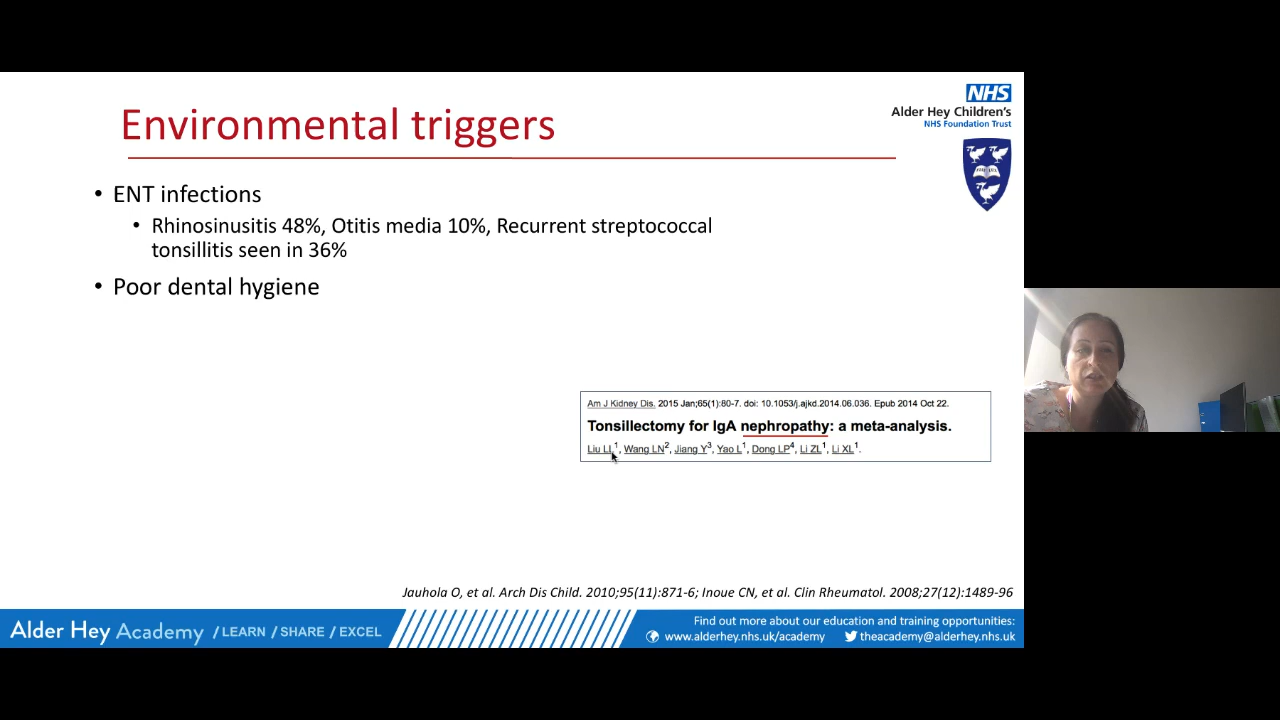 Environmental triggers
NHS
Alder Hey Children's
NHS Foundation Trust
• ENT infections
• Rhinosinusitis 48%, Otitis media 10%, Recurrent streptococcal
tonsillitis seen in 36%
• Poor dental hygiene
Am J Kidney Dis. 2015 Jan;65(1):80-7. doi: 10.1053/j.ajkd.2014.06.036. Epub 2014 Oct 22.
Tonsillectomy for IgA nephropathy: a meta-analysis.
Liu LL1, Wang LN2, Jiang Y3, Yao L1, Dong LP4, Li ZL1, Li XL1.
Jauhola O, et al. Arch Dis Child. 2010;95(11):871-6; Inoue CN, et al. Clin Rheumatol. 2008;27(12):1489-96
Alder Hey Academy / LEARN / SHARE / EXCEL
Find out more about our education and training opportunities:
www.alderhey.nhs.uk/academy theacademy@alderhey.nhs.uk